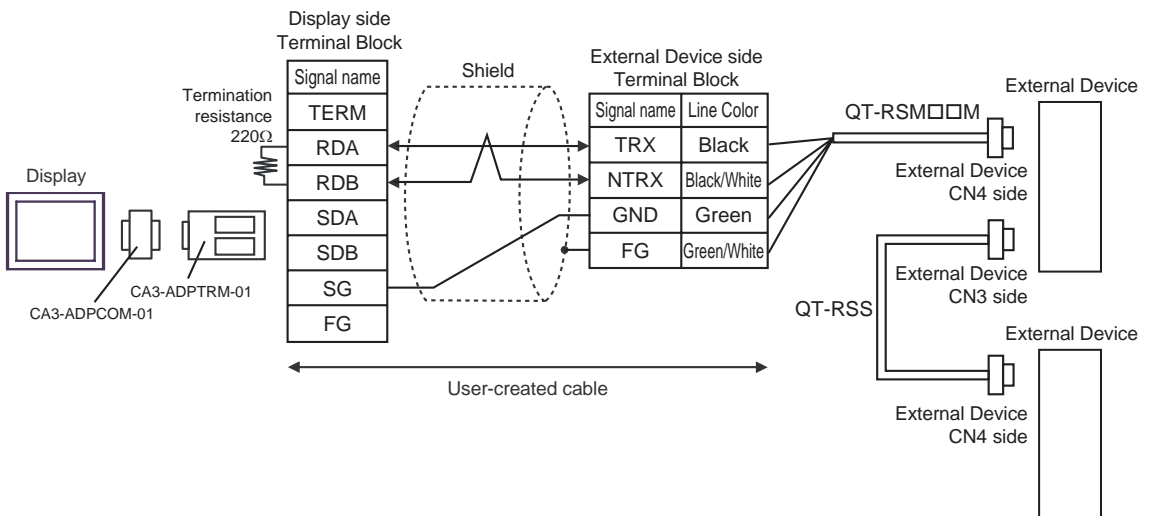 Display side
Terminal Block
External Device side
Terminal Block
Shield
External Device
Termination
resistance
220Ω
Signal name
TERM
RDA
RDB
SDA
SDB
SG
FG
Signal name Line Color
TRX Black
NTRX Black/White
GND Green
FG Green/White
QT-RSM□□M
External Device
CN4 side
Display
CA3-ADPTRM-01
CA3-ADPCOM-01
External Device
CN3 side
QT-RSS
External Device
User-created cable
External Device
CN4 side